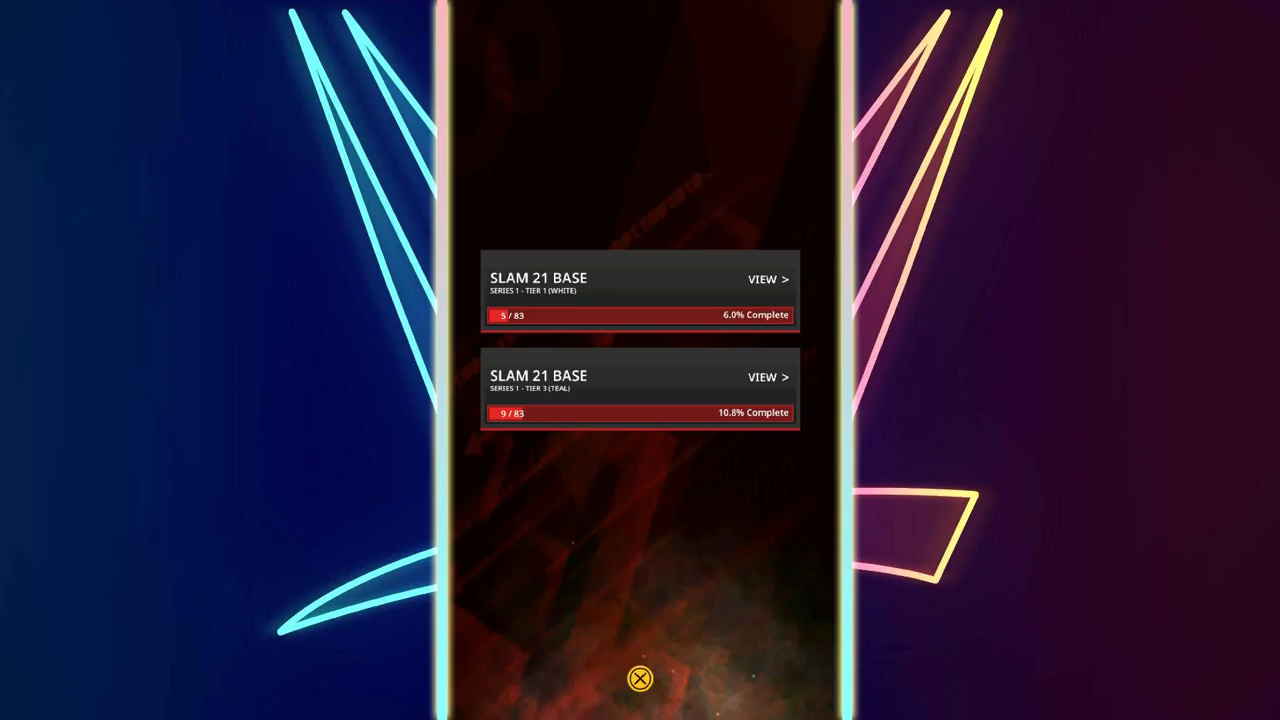 SLAM 21 BASE
VIEW >
SERIES 1 - TIER 1 (WHITE)
5 / 83
6.0% Complete
SLAM 21 BASE
VIEW >
SERIES 1 - TIER 3 (TEAL)
9 / 83
10.8% Complete